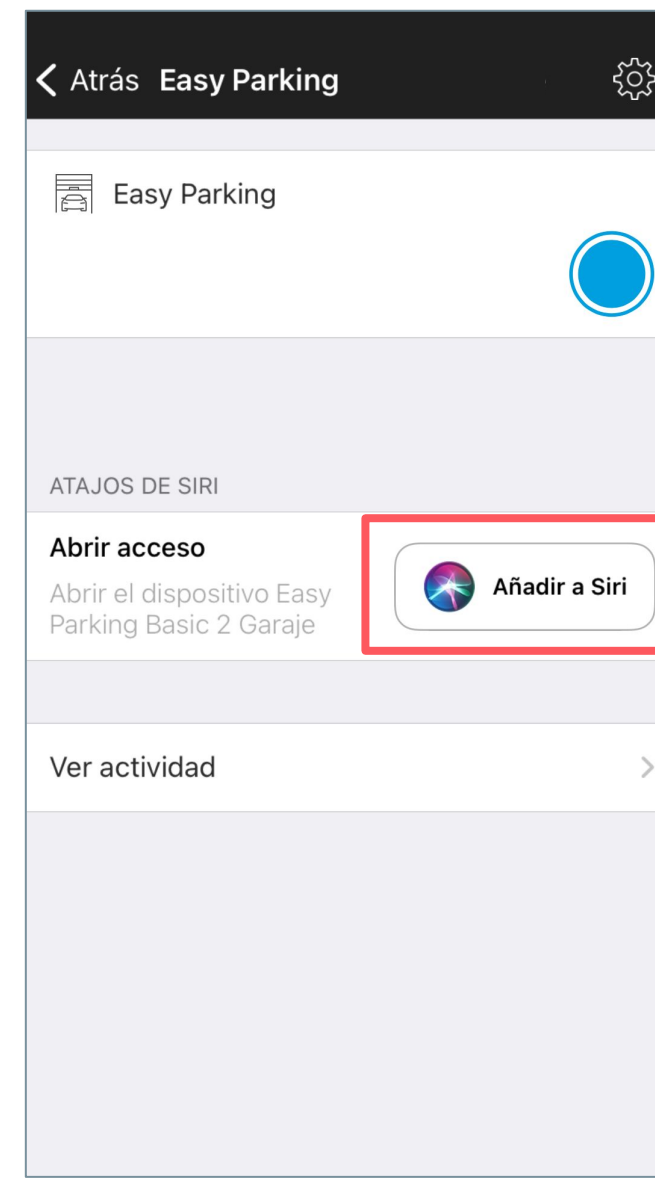 Atrás Easy Parking
Easy Parking
ATAJOS DE SIRI
Abrir acceso
Abrir el dispositivo Easy
Parking Basic 2 Garaje
Añadir a Siri
Ver actividad